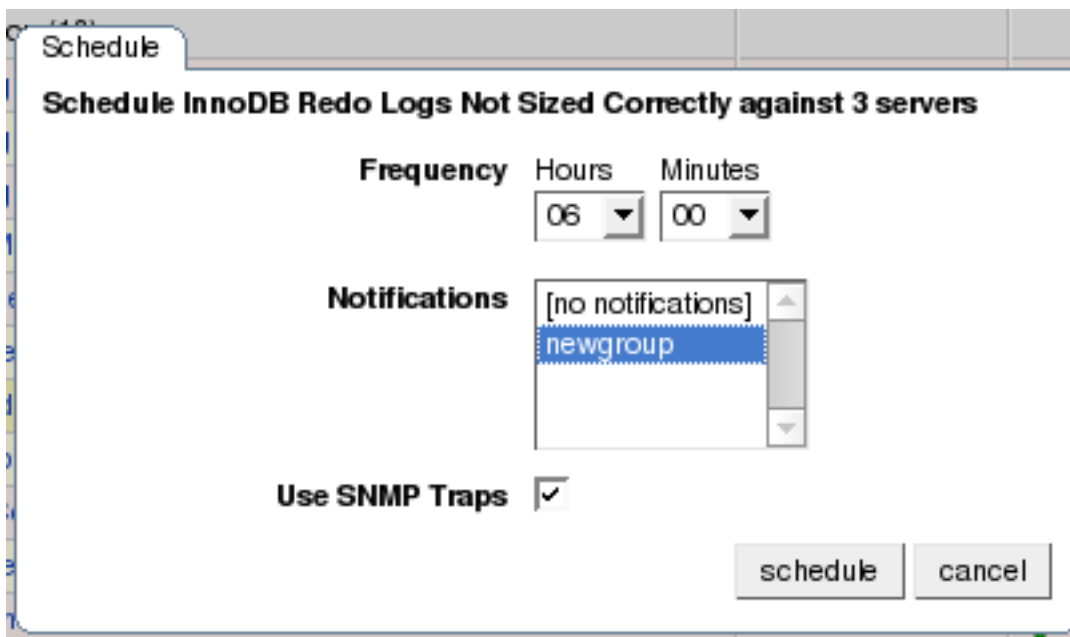 Schedule
Schedule InnoDB Redo Logs Not Sized Correctly against 3 servers
Frequency Hours Minutes
06 00
Notifications [no notifications]
newgroup
Use SNMP Traps
schedule cancel